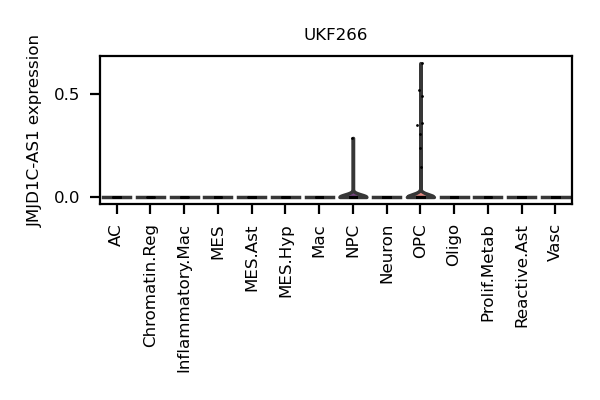 UKF266
JMJD1C-AS1 expression
0.5
0.0
AC
Chromatin.Reg
Inflammatory.Mac
MES
MES.Ast
MES.Hyp
Mac
NPC
Neuron
OPC
Oligo
Prolif.Metab
Reactive.Ast
Vasc